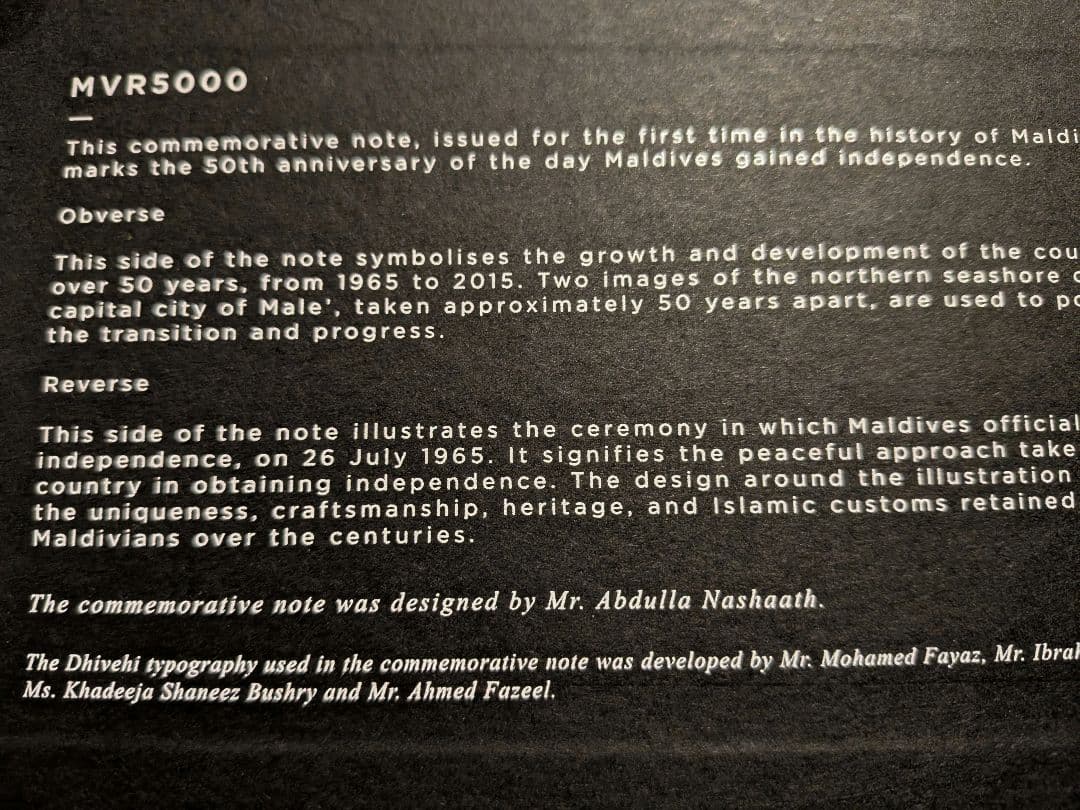 MVR5000
This commemorative note, issued for the first time in the history of Maldi
marks the 50th anniversary of the day Maldives gained independence.
Obverse
This side of the note symbolises the growth and development of the cou
over 50 years, from 1965 to 2015. Two images of the northern seashore
capital city of Male', taken approximately 50 years apart, are used to po
the transition and progress.
Reverse
This side of the note illustrates the ceremony in which Maldives official
independence, on 26 July 1965. It signifies the peaceful approach take
country in obtaining independence. The design around the illustration
the uniqueness, craftsmanship, heritage, and Islamic customs retained
Maldivians over the centuries.
The commemorative note was designed by Mr. Abdulla Nashaath.
The Dhivehi typography used in the commemorative note was developed by Mr. Mohamed Fayaz, Mr. Ibrah
Ms. Khadeeja Shaneez Bushry and Mr. Ahmed Fazeel.